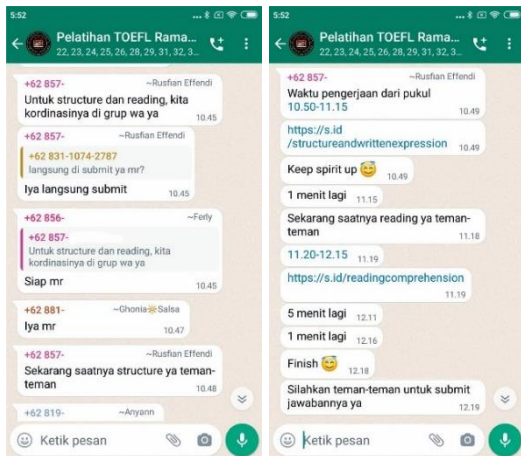 5:52
Pelatihan TOEFL Rama...
22, 23, 24, 25, 26, 28, 29, 31, 32, 3...
+62 857-
~Rusfian Effendi
Untuk structure dan reading, kita
kordinasinya di grup wa ya
10.45
+62 857-
~Rusfian Effendi
+62 831-1074-2787
langsung di submit ya mr?
Iya langsung submit
10.45
+62 856-
~Ferly
+62 857-
Untuk structure dan reading, kita
kordinasinya di grup wa ya
Siap mr
10.45
+62 881-
~Ghonia☀Salsa
Iya mr
10.47
+62 857-
~Rusfian Effendi
Sekarang saatnya structure ya teman-
teman
10.48
+62 819-
~Anyann
Ketik pesan
5:52
Pelatihan TOEFL Rama...
22, 23, 24, 25, 26, 28, 29, 31, 32, 3...
+62 857-
~Rusfian Effendi
Waktu pengerjaan dari pukul
10.50-11.15
10.49
https://s.id
/structureandwrittenexpression
10.49
Keep spirit up 😇
10.49
1 menit lagi
11.15
Sekarang saatnya reading ya teman-
teman
11.18
11.20-12.15
11.19
https://s.id/readingcomprehension
11.19
5 menit lagi
12.11
1 menit lagi
12.16
Finish 😇
12.18
Silahkan teman-teman untuk submit
jawabannya ya
12.19
Ketik pesan